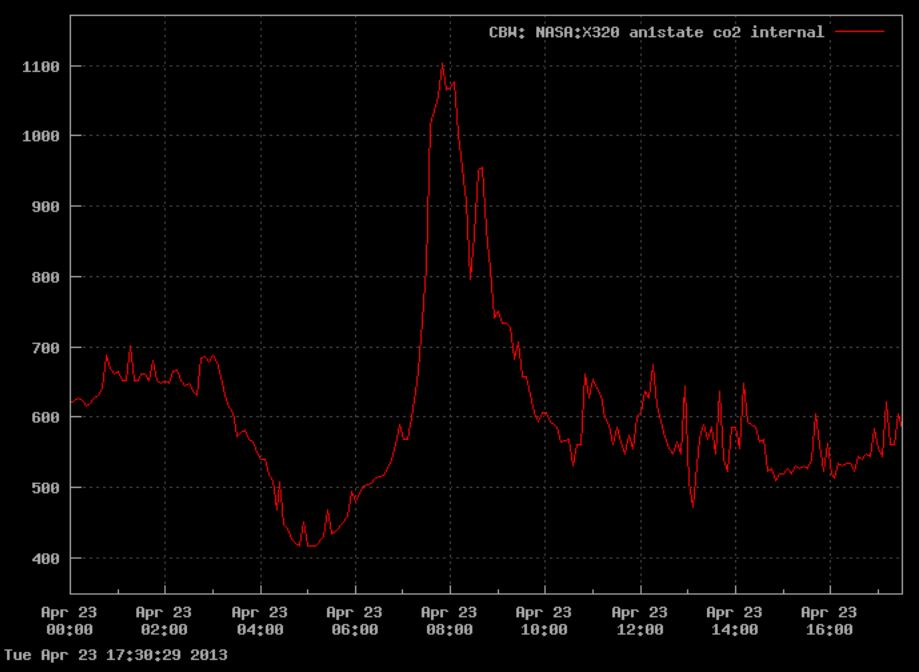 CBW: NASA:X320 an1state co2 internal
1100
1000
900
800
700
600
500
400
Apr 23 Apr 23 Apr 23 Apr 23 Apr 23 Apr 23 Apr 23 Apr 23 Apr 23
00:00 02:00 04:00 06:00 08:00 10:00 12:00 14:00 16:00
Tue Apr 23 17:30:29 2013